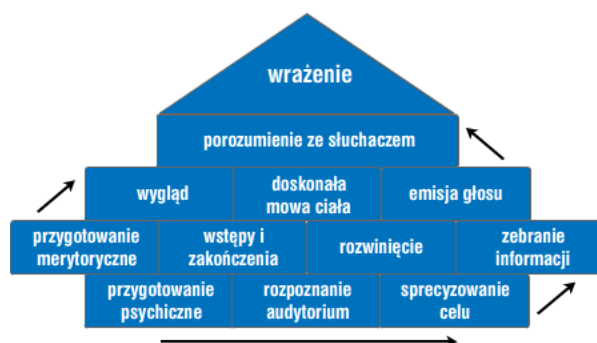 wrażenie
porozumienie ze słuchaczem
wygląd
doskonała
mowa ciała
emisja głosu
przygotowanie
merytoryczne
wstępy i
zakończenia
rozwinięcie
zebranie
informacji
przygotowanie
psychiczne
rozpoznanie
audytorium
sprecyzowanie
celu